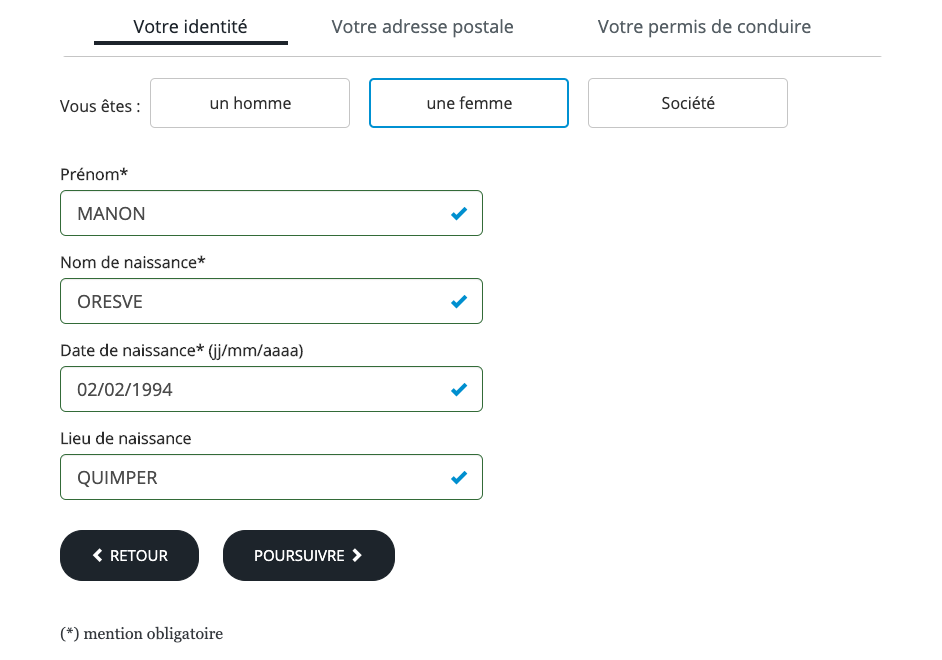 Votre identité Votre adresse postale Votre permis de conduire
Vous êtes : un homme une femme Société
Prénom*
MANON
Nom de naissance*
ORESVE
Date de naissance* (jj/mm/aaaa)
02/02/1994
Lieu de naissance
QUIMPER
RETOUR POURSUIVRE
(*) mention obligatoire